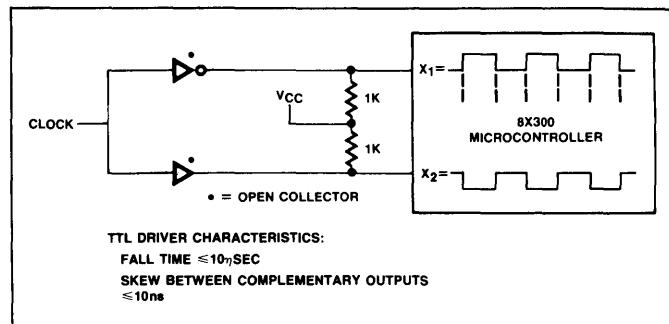 X1=
VCC
1K
CLOCK
8X300
MICROCONTROLLER
1K
X2=
• = OPEN COLLECTOR
TTL DRIVER CHARACTERISTICS:
FALL TIME ≤10ηSEC
SKEW BETWEEN COMPLEMENTARY OUTPUTS
≤10ns